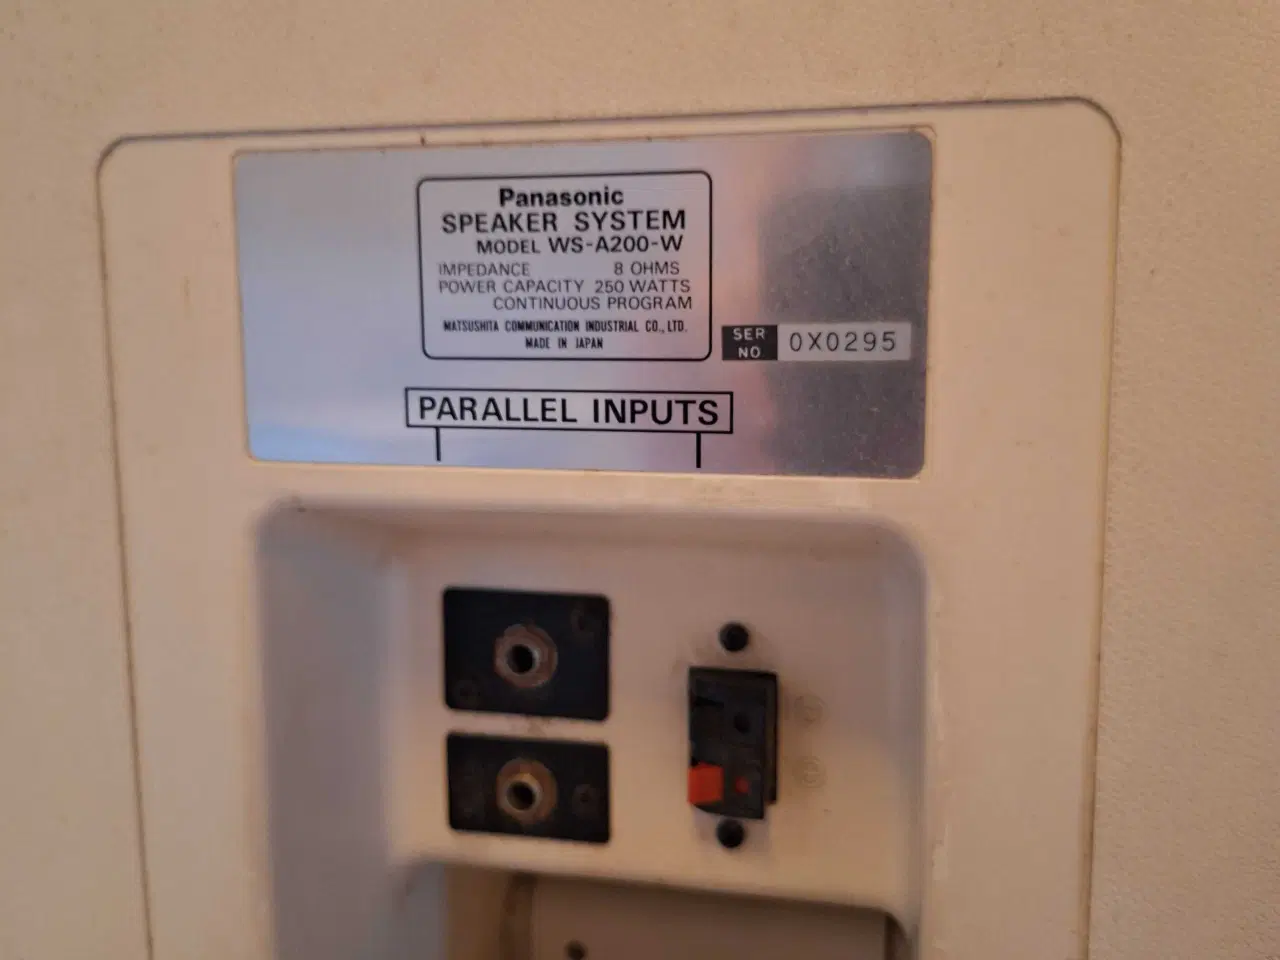 Panasonic
SPEAKER SYSTEM
MODEL WS-A200-W
IMPEDANCE 8 OHMS
POWER CAPACITY 250 WATTS
CONTINUOUS PROGRAM
MATSUSHITA COMMUNICATION INDUSTRIAL CO., LTD.
MADE IN JAPAN
SER
NO
0X0295
PARALLEL INPUTS